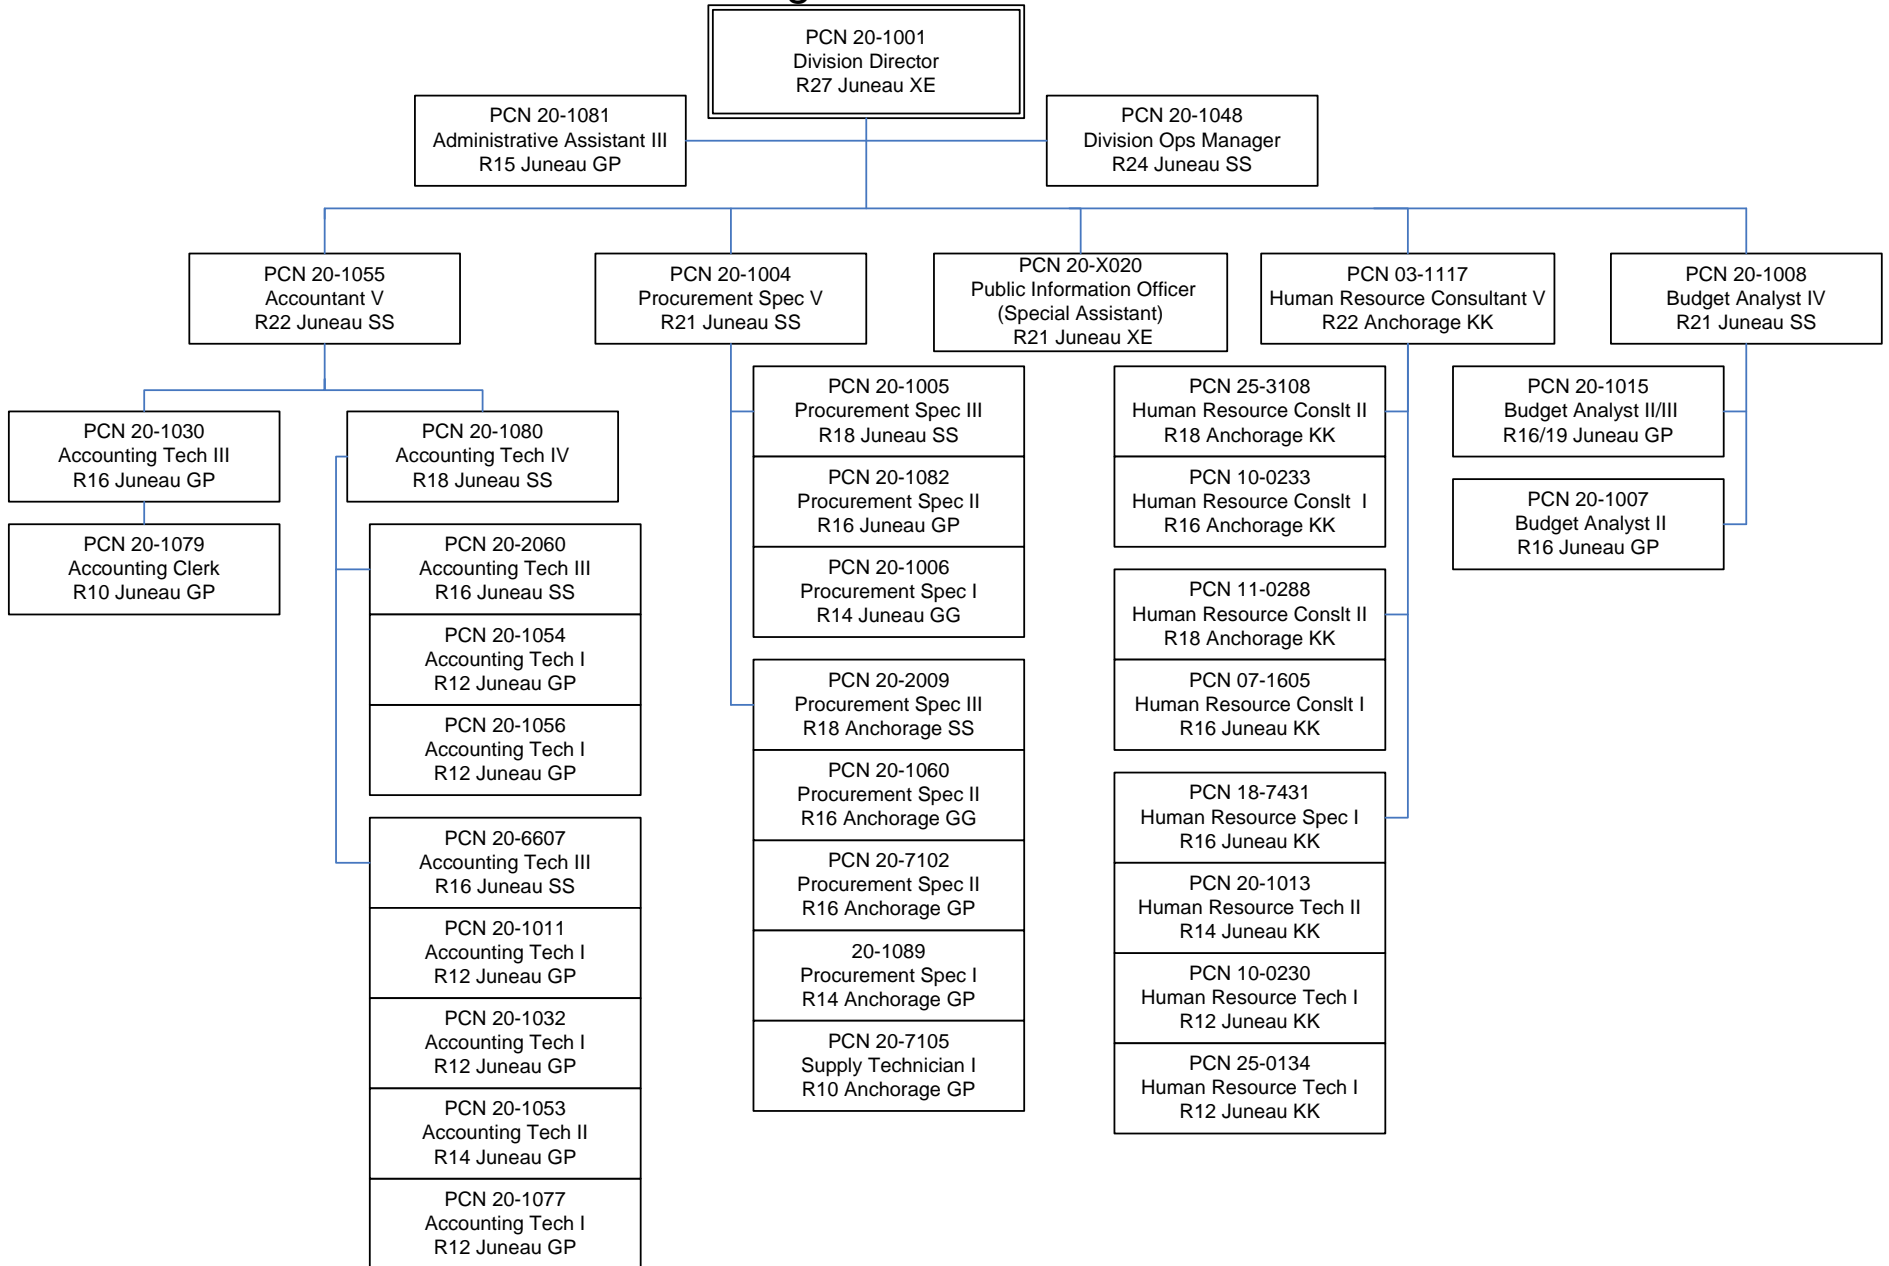 PCN 20-1001
Division Director
R27 Juneau XE
PCN 20-1081
Administrative Assistant III
R15 Juneau GP
PCN 20-1048
Division Ops Manager
R24 Juneau SS
PCN 20-1055
Accountant V
R22 Juneau SS
PCN 20-1004
Procurement Spec V
R21 Juneau SS
PCN 20-X020
Public Information Officer
(Special Assistant)
R21 Juneau XE
PCN 03-1117
Human Resource Consultant V
R22 Anchorage KK
PCN 20-1008
Budget Analyst IV
R21 Juneau SS
PCN 20-1030
Accounting Tech III
R16 Juneau GP
PCN 20-1079
Accounting Clerk
R10 Juneau GP
PCN 20-1080
Accounting Tech IV
R18 Juneau SS
PCN 20-2060
Accounting Tech III
R16 Juneau SS
PCN 20-1054
Accounting Tech I
R12 Juneau GP
PCN 20-1056
Accounting Tech I
R12 Juneau GP
PCN 20-6607
Accounting Tech III
R16 Juneau SS
PCN 20-1011
Accounting Tech I
R12 Juneau GP
PCN 20-1032
Accounting Tech I
R12 Juneau GP
PCN 20-1053
Accounting Tech II
R14 Juneau GP
PCN 20-1077
Accounting Tech I
R12 Juneau GP
PCN 20-1005
Procurement Spec III
R18 Juneau SS
PCN 20-1082
Procurement Spec II
R16 Juneau GP
PCN 20-1006
Procurement Spec I
R14 Juneau GG
PCN 20-2009
Procurement Spec III
R18 Anchorage SS
PCN 20-1060
Procurement Spec II
R16 Anchorage GG
PCN 20-7102
Procurement Spec II
R16 Anchorage GP
20-1089
Procurement Spec I
R14 Anchorage GP
PCN 20-7105
Supply Technician I
R10 Anchorage GP
PCN 25-3108
Human Resource Conslt II
R18 Anchorage KK
PCN 10-0233
Human Resource Conslt I
R16 Anchorage KK
PCN 11-0288
Human Resource Conslt II
R18 Anchorage KK
PCN 07-1605
Human Resource Conslt I
R16 Juneau KK
PCN 18-7431
Human Resource Spec I
R16 Juneau KK
PCN 20-1013
Human Resource Tech II
R14 Juneau KK
PCN 10-0230
Human Resource Tech I
R12 Juneau KK
PCN 25-0134
Human Resource Tech I
R12 Juneau KK
PCN 20-1015
Budget Analyst II/III
R16/19 Juneau GP
PCN 20-1007
Budget Analyst II
R16 Juneau GP